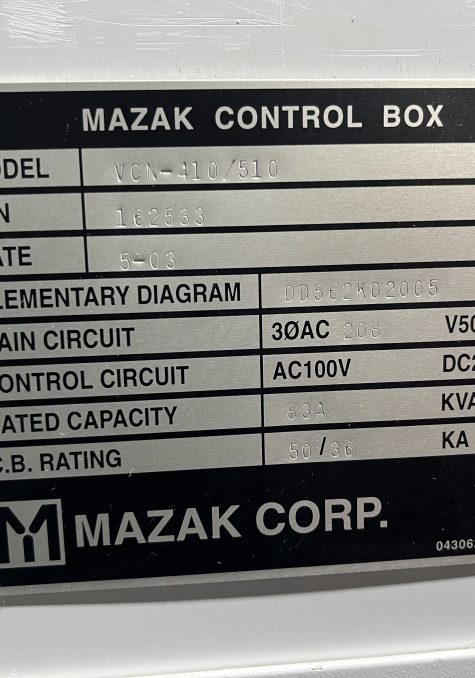 MAZAK CONTROL BOX
ODEL VCN-410/510
N 162533
ATE 5-03
LEMENTARY DIAGRAM DD562K02005
AIN CIRCUIT 3ØAC 208 V50
ONTROL CIRCUIT AC100V DC2
ATED CAPACITY 83A KVA
.C.B. RATING 50/36 KA
M MAZAK CORP.
04306